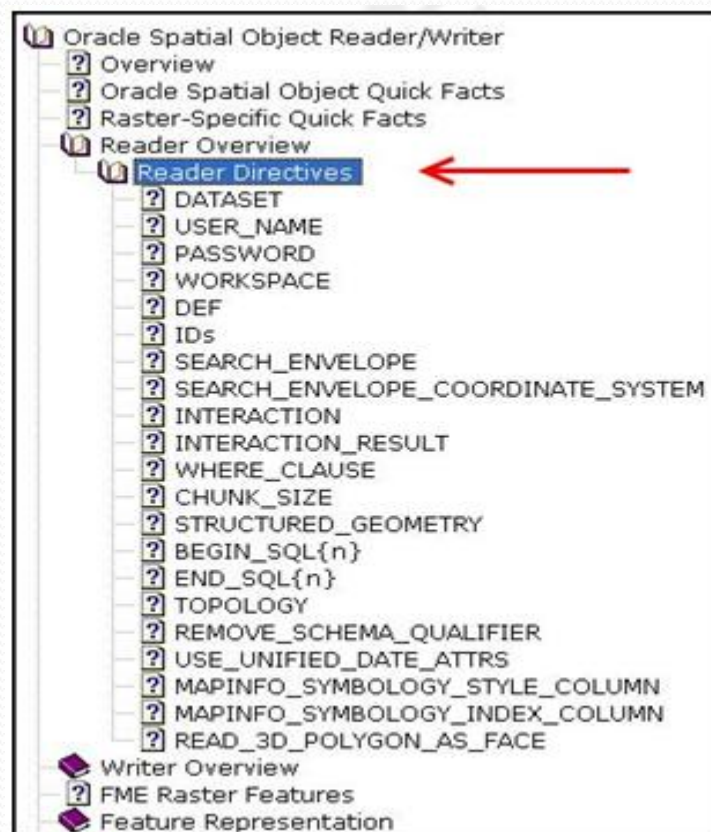 Oracle Spatial Object Reader/Writer
Overview
Oracle Spatial Object Quick Facts
Raster-Specific Quick Facts
Reader Overview
Reader Directives
DATASET
USER_NAME
PASSWORD
WORKSPACE
DEF
IDs
SEARCH_ENVELOPE
SEARCH_ENVELOPE_COORDINATE_SYSTEM
INTERACTION
INTERACTION_RESULT
WHERE_CLAUSE
CHUNK_SIZE
STRUCTURED_GEOMETRY
BEGIN_SQL{n}
END_SQL{n}
TOPOLOGY
REMOVE_SCHEMA_QUALIFIER
USE_UNIFIED_DATE_ATTRS
MAPINFO_SYMBOLOGY_STYLE_COLUMN
MAPINFO_SYMBOLOGY_INDEX_COLUMN
READ_3D_POLYGON_AS_FACE
Writer Overview
FME Raster Features
Feature Representation